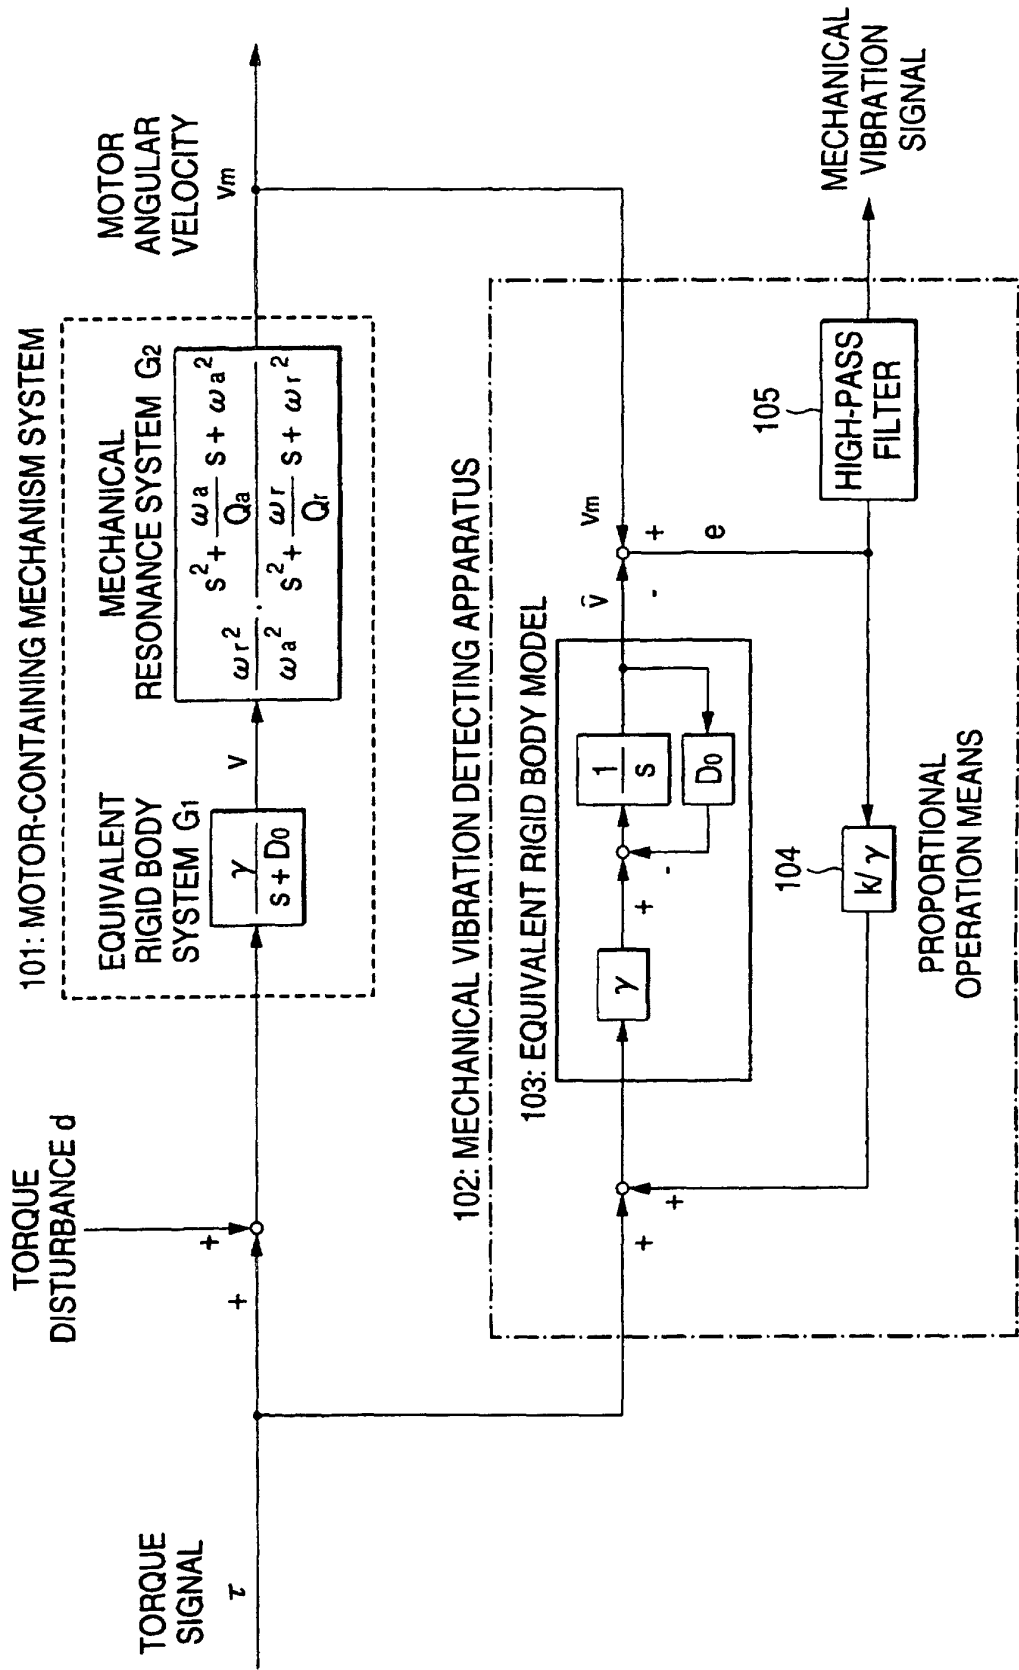 TORQUE
SIGNAL
τ
TORQUE
DISTURBANCE d
+
+
101: MOTOR-CONTAINING MECHANISM SYSTEM
EQUIVALENT
RIGID BODY
SYSTEM G1
γ
s + D0
v
MECHANICAL
RESONANCE SYSTEM G2
ωr² / ωa² · (s² + (ωa / Qa) s + ωa²) / (s² + (ωr / Qr) s + ωr²)
MOTOR
ANGULAR
VELOCITY
vm
102: MECHANICAL VIBRATION DETECTING APPARATUS
103: EQUIVALENT RIGID BODY MODEL
+
+
γ
+
-
1
s
D0
v̂
-
vm
+
e
104
k/γ
PROPORTIONAL
OPERATION MEANS
105
HIGH-PASS
FILTER
MECHANICAL
VIBRATION
SIGNAL